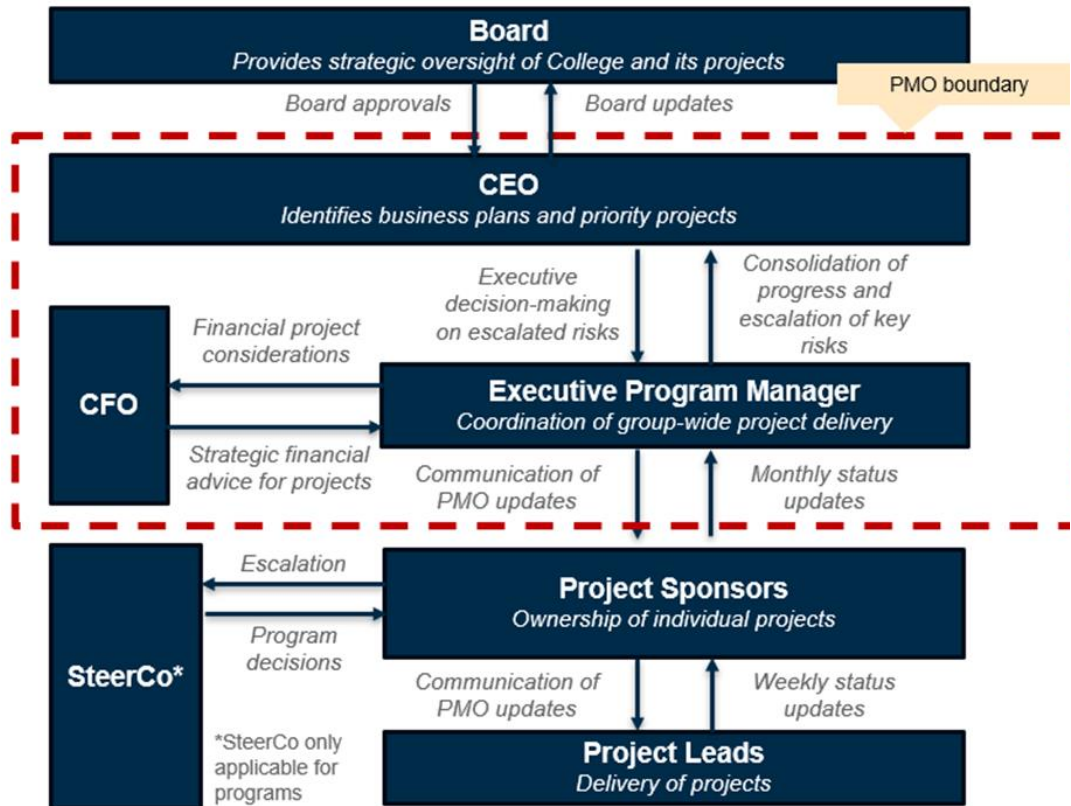 Board
Provides strategic oversight of College and its projects
PMO boundary
Board approvals
Board updates
CEO
Identifies business plans and priority projects
Executive
decision-making
on escalated risks
Consolidation of
progress and
escalation of key
risks
Financial project
considerations
CFO
Executive Program Manager
Coordination of group-wide project delivery
Strategic financial
advice for projects
Communication of
PMO updates
Monthly status
updates
Escalation
Project Sponsors
Ownership of individual projects
Program
decisions
SteerCo*
Communication of
PMO updates
Weekly status
updates
*SteerCo only
applicable for
programs
Project Leads
Delivery of projects